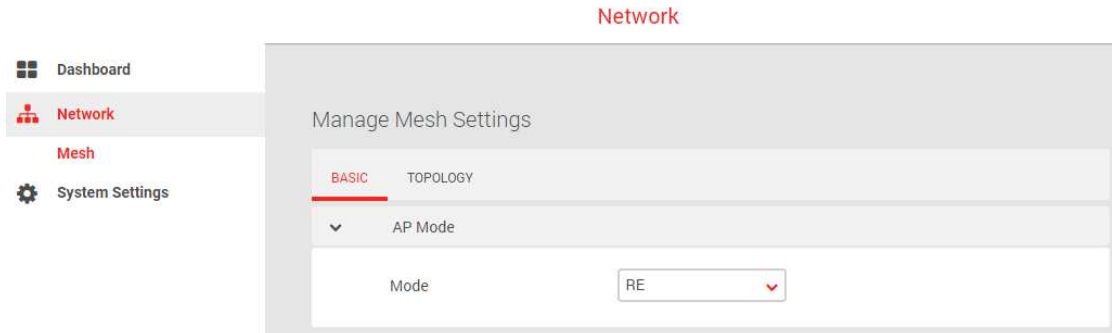 Network
Dashboard
Network
Mesh
System Settings
Manage Mesh Settings
BASIC TOPOLOGY
AP Mode
Mode RE